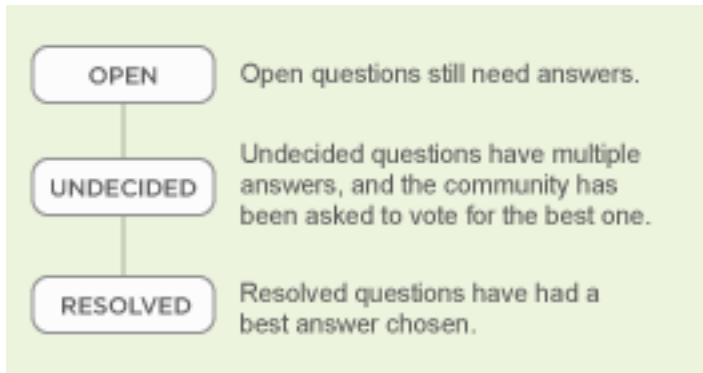 OPEN
Open questions still need answers.
UNDECIDED
Undecided questions have multiple
answers, and the community has
been asked to vote for the best one.
RESOLVED
Resolved questions have had a
best answer chosen.